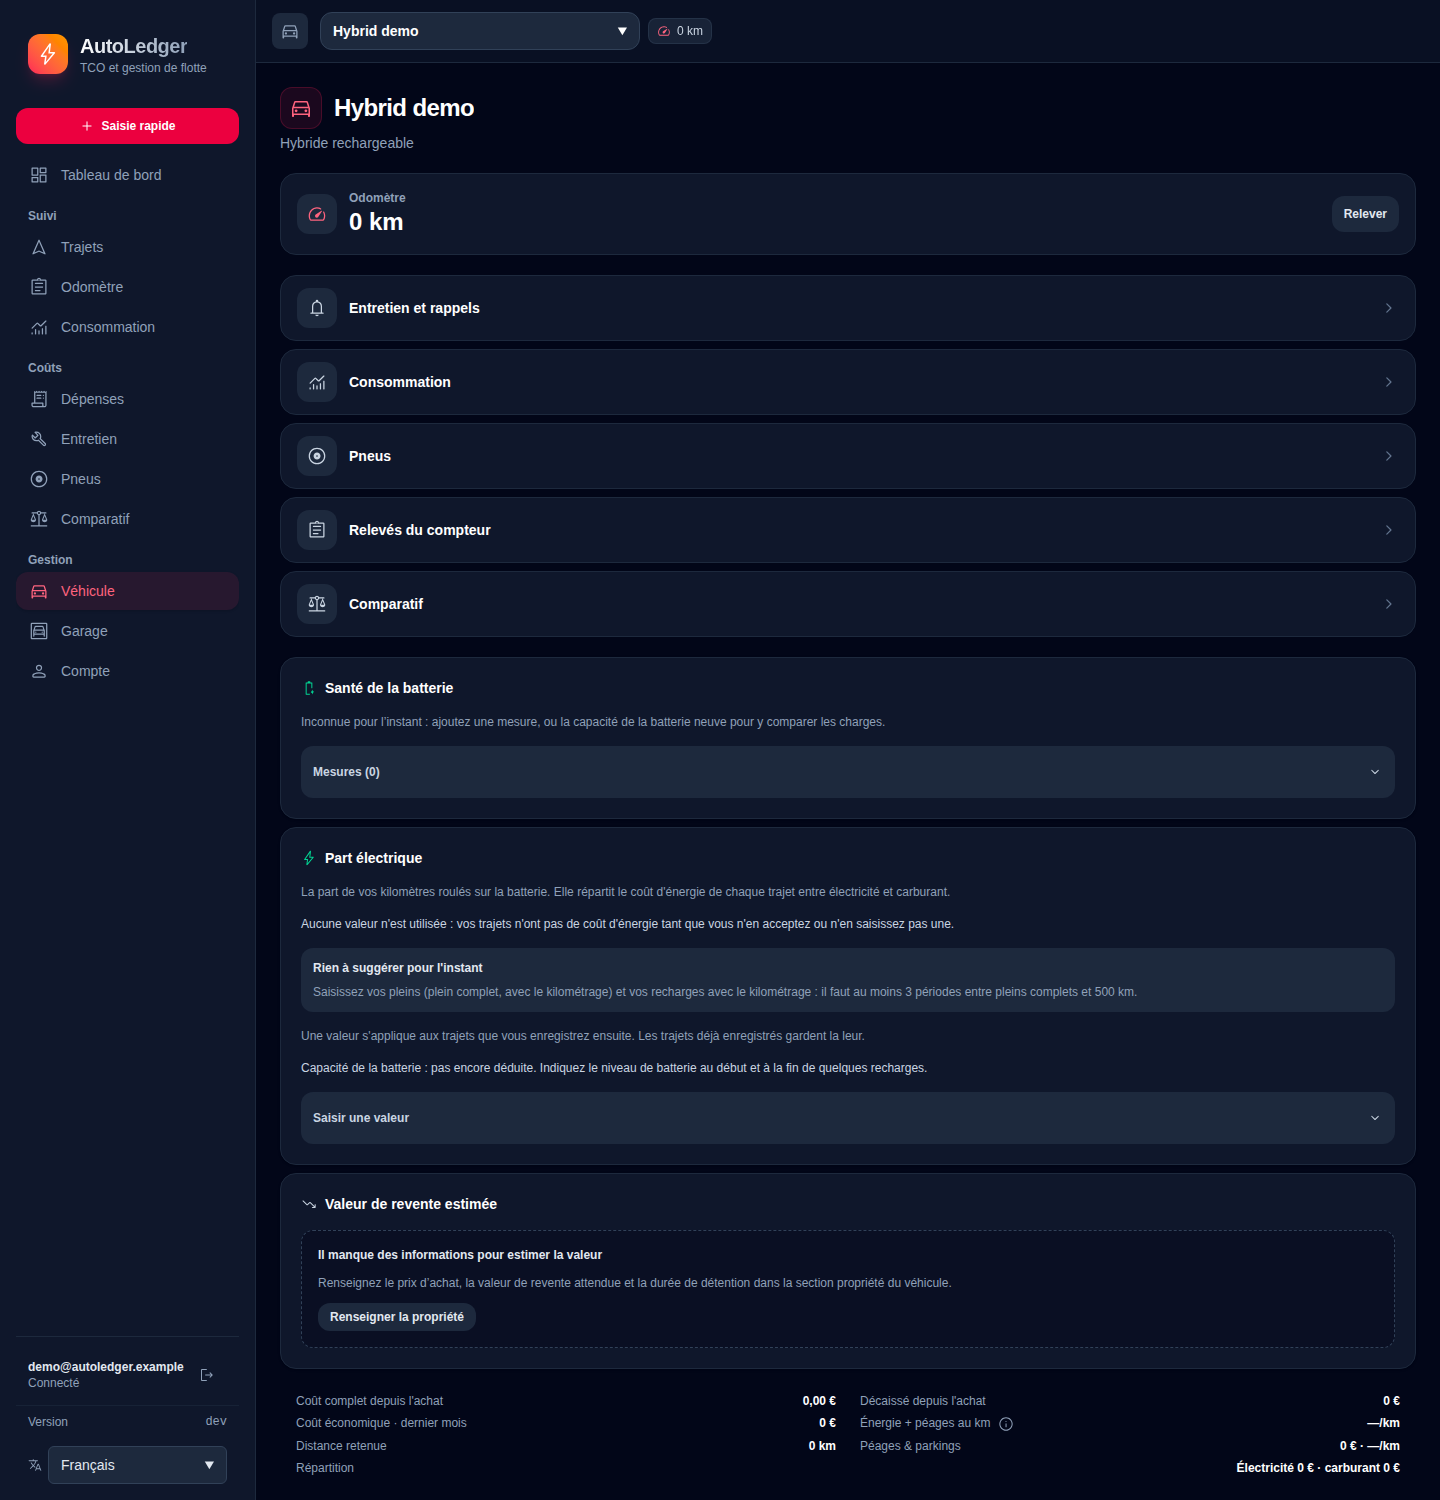 AutoLedger
TCO et gestion de flotte
Saisie rapide
Tableau de bord
Suivi
Trajets
Odomètre
Consommation
Coûts
Dépenses
Entretien
Pneus
Comparatif
Gestion
Véhicule
Garage
Compte
demo@autoledger.example
Connecté
Version dev
Français
Hybrid demo
0 km
Hybrid demo
Hybride rechargeable
Odomètre
0 km
Relever
Entretien et rappels
Consommation
Pneus
Relevés du compteur
Comparatif
Santé de la batterie
Inconnue pour l’instant : ajoutez une mesure, ou la capacité de la batterie neuve pour y comparer les charges.
Mesures (0)
Part électrique
La part de vos kilomètres roulés sur la batterie. Elle répartit le coût d'énergie de chaque trajet entre électricité et carburant.
Aucune valeur n'est utilisée : vos trajets n'ont pas de coût d'énergie tant que vous n'en acceptez ou n'en saisissez pas une.
Rien à suggérer pour l'instant
Saisissez vos pleins (plein complet, avec le kilométrage) et vos recharges avec le kilométrage : il faut au moins 3 périodes entre pleins complets et 500 km.
Une valeur s'applique aux trajets que vous enregistrez ensuite. Les trajets déjà enregistrés gardent la leur.
Capacité de la batterie : pas encore déduite. Indiquez le niveau de batterie au début et à la fin de quelques recharges.
Saisir une valeur
Valeur de revente estimée
Il manque des informations pour estimer la valeur
Renseignez le prix d’achat, la valeur de revente attendue et la durée de détention dans la section propriété du véhicule.
Renseigner la propriété
Coût complet depuis l'achat 0,00 €
Décaissé depuis l'achat 0 €
Coût économique · dernier mois 0 €
Énergie + péages au km —/km
Distance retenue 0 km
Péages & parkings 0 € · —/km
Répartition Électricité 0 € · carburant 0 €